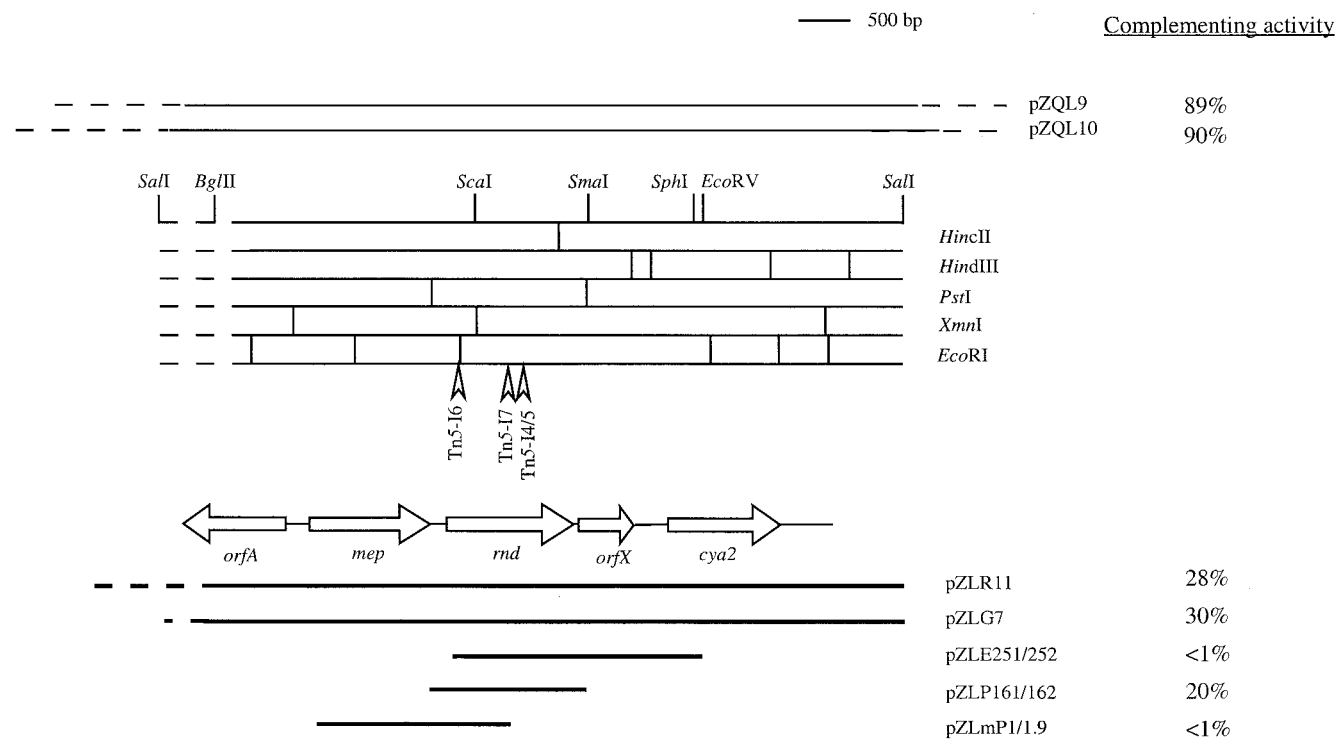 500 bp
Complementing activity
pZQL9 89%
pZQL10 90%
SalI BglII ScaI SmaI SphI EcoRV SalI
HincII
HindIII
PstI
XmnI
EcoRI
Tn5-I6
Tn5-I7
Tn5-I4/5
orfA mep rnd orfX cya2
pZLR11 28%
pZLG7 30%
pZLE251/252 <1%
pZLP161/162 20%
pZLmP1/1.9 <1%